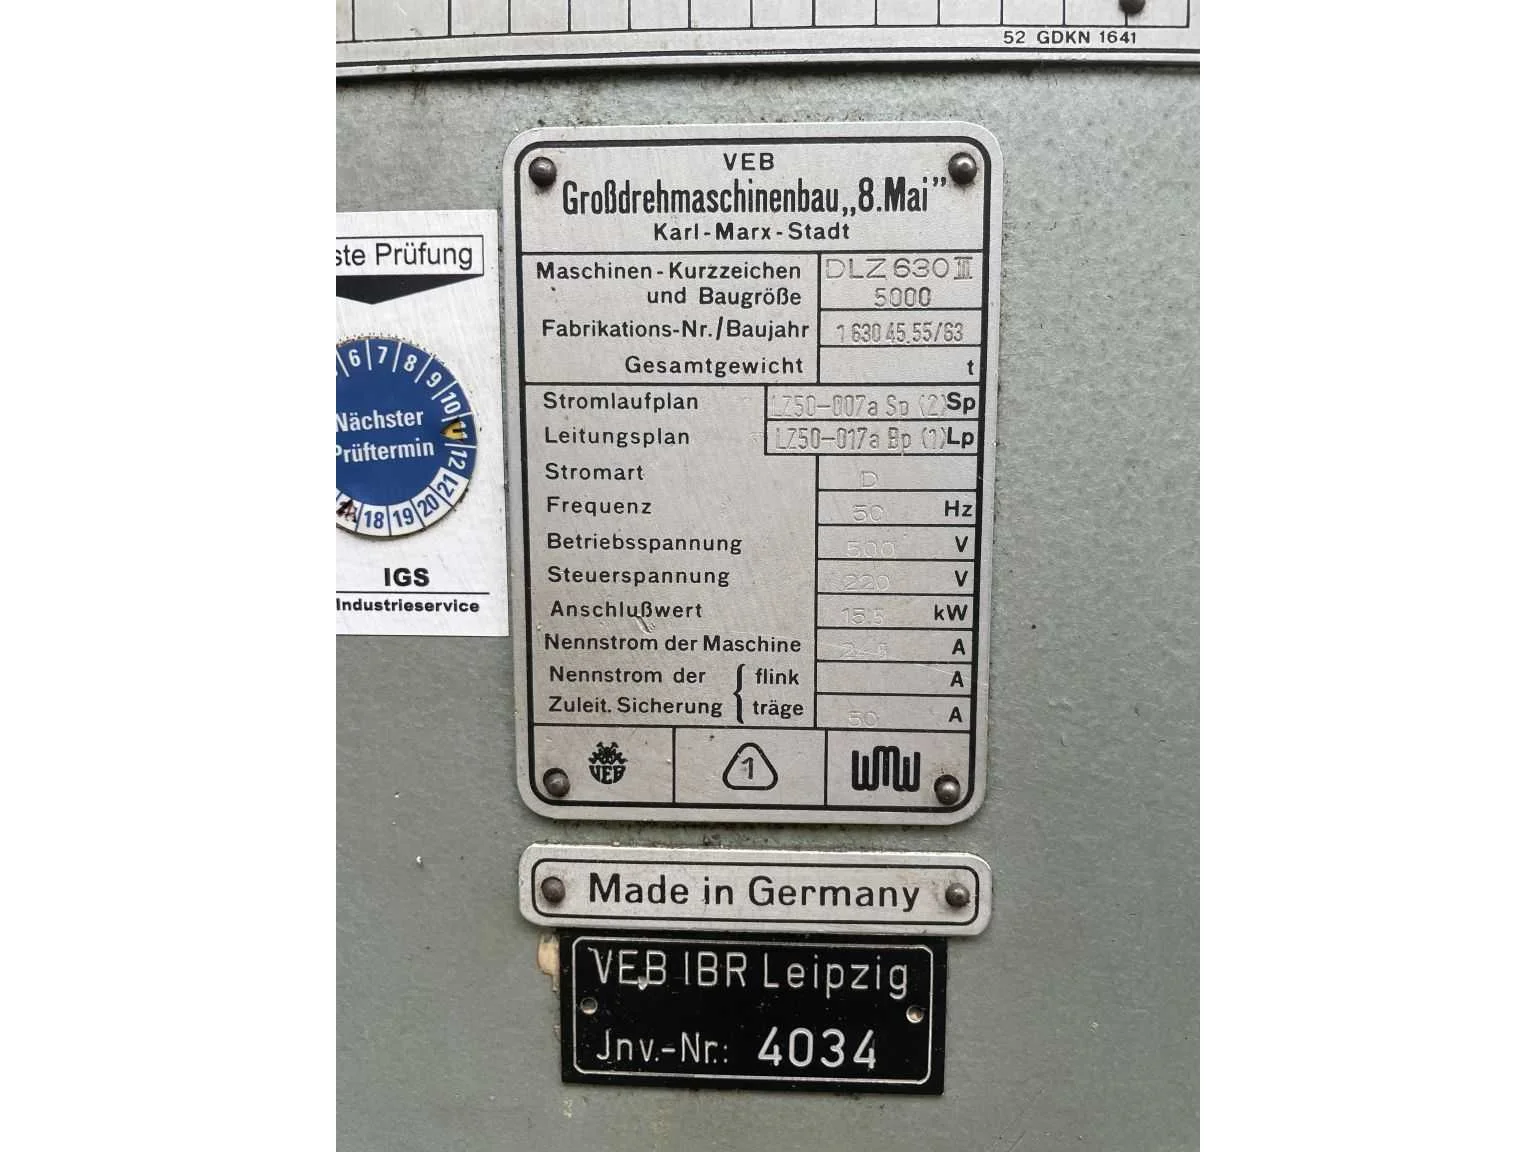 52 GDKN 1641
VEB
Großdrehmaschinenbau „8.Mai”
Karl-Marx-Stadt
Maschinen-Kurzzeichen und Baugröße DLZ 630 III 5000
Fabrikations-Nr./Baujahr 1 630 45.55/63
Gesamtgewicht t
Stromlaufplan LZ50-007a Sp (2) Sp
Leitungsplan LZ50-017a Bp (1) Lp
Stromart D
Frequenz 50 Hz
Betriebsspannung 500 V
Steuerspannung 220 V
Anschlußwert 15,5 kW
Nennstrom der Maschine A
Nennstrom der Zuleit. Sicherung { flink A
träge 50 A
VEB
1
WMW
Made in Germany
VEB IBR Leipzig
Jnv.-Nr.: 4034
ste Prüfung
6 7 8 9 10 12
Nächster
Prüftermin
18 19 20 21
IGS
Industrieservice